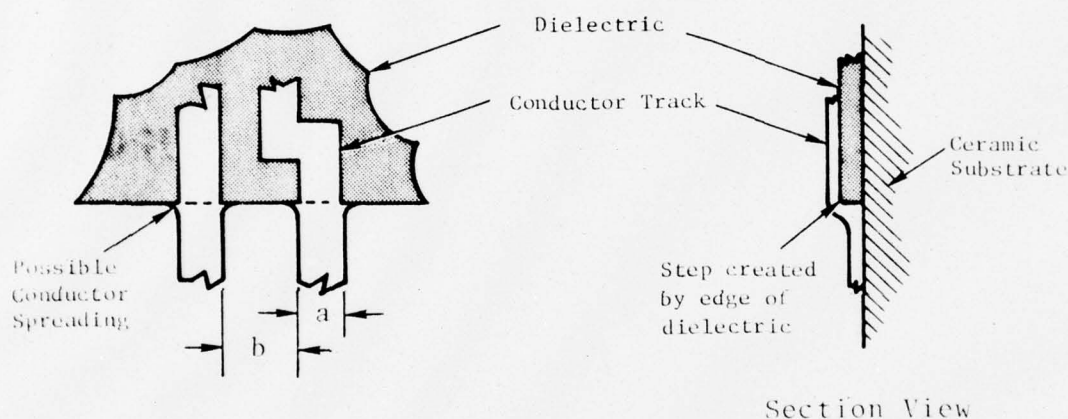 Dielectric
Conductor Track
Ceramic
Substrate
Possible
Conductor
Spreading
a
b
Step created
by edge of
dielectric
Section View